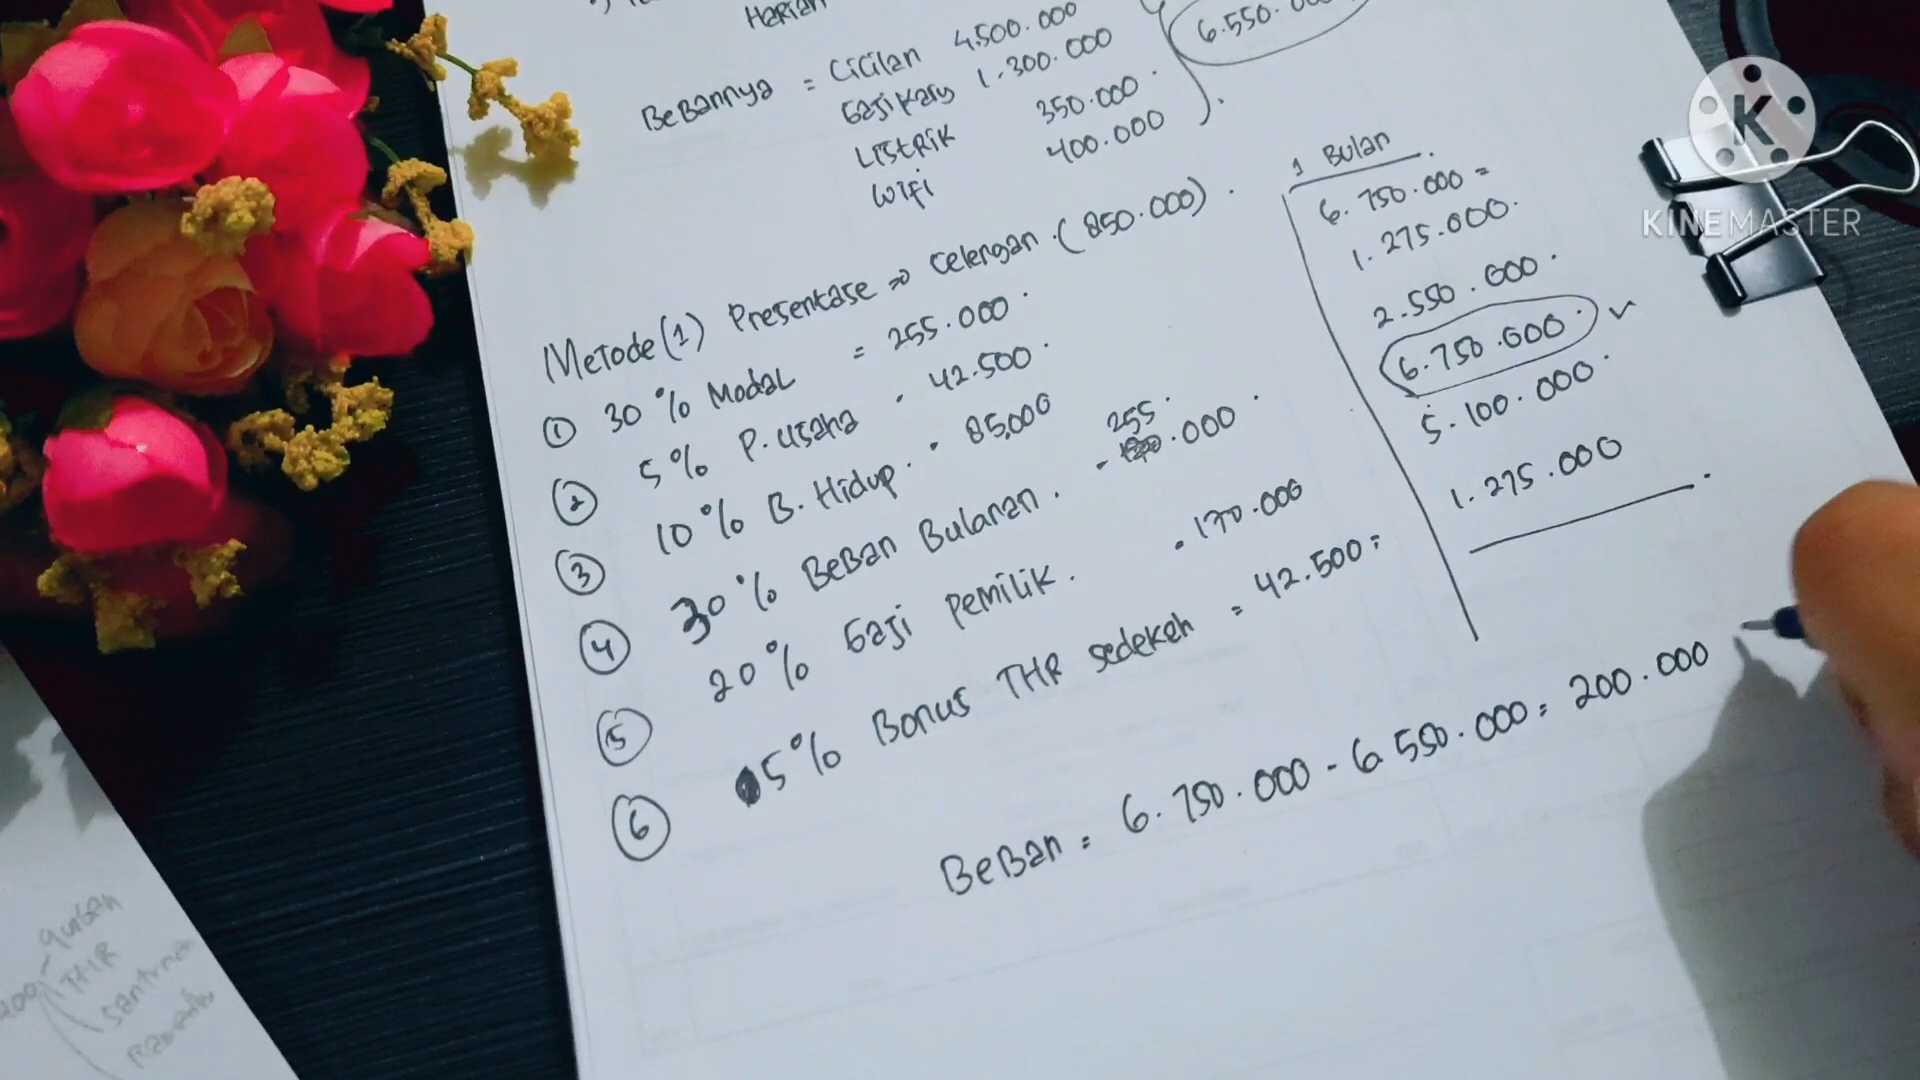 Harian
BeBannya = Cicilan 4.500.000
Gaji Kary 1.300.000
Listrik 350.000
Wifi 400.000
6.550.000
Metode (1) Presentase => Celengan (850.000)
① 30% Modal = 255.000
② 5% P. Usaha 42.500
③ 10% B. Hidup 85.000
④ 30% BeBan Bulanan 255.000
⑤ 20% Gaji Pemilik 170.000
⑥ 5% Bonus THR sedekah = 42.500
1 Bulan
6.750.000 =
1.275.000
2.550.000
6.750.000
5.100.000
1.275.000
BeBan = 6.750.000 - 6.550.000 = 200.000
qurban
THR
santunan
K
KINEMASTER